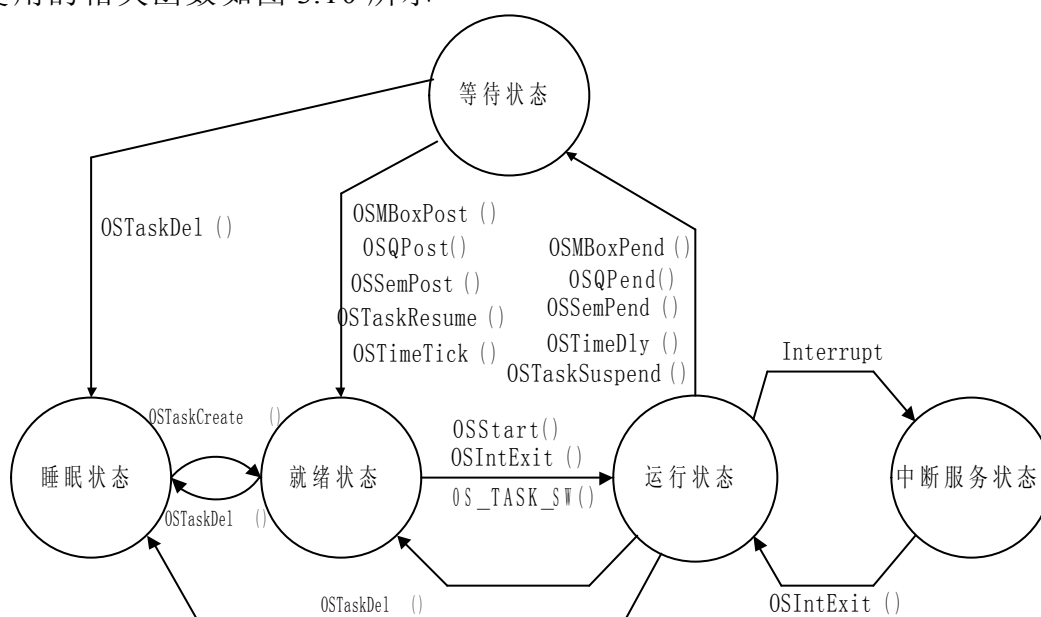 使用的相关函数如图 3.10 所示
等待状态
OSTaskDel ()
OSMBoxPost ()
OSQPost()
OSSemPost ()
OSTaskResume ()
OSTimeTick ()
OSMBoxPend ()
OSQPend()
OSSemPend ()
OSTimeDly ()
OSTaskSuspend ()
Interrupt
OSTaskCreate ()
OSStart()
OSIntExit ()
OS_TASK_SW()
睡眠状态
就绪状态
运行状态
中断服务状态
OSTaskDel ()
OSTaskDel ()
OSIntExit ()